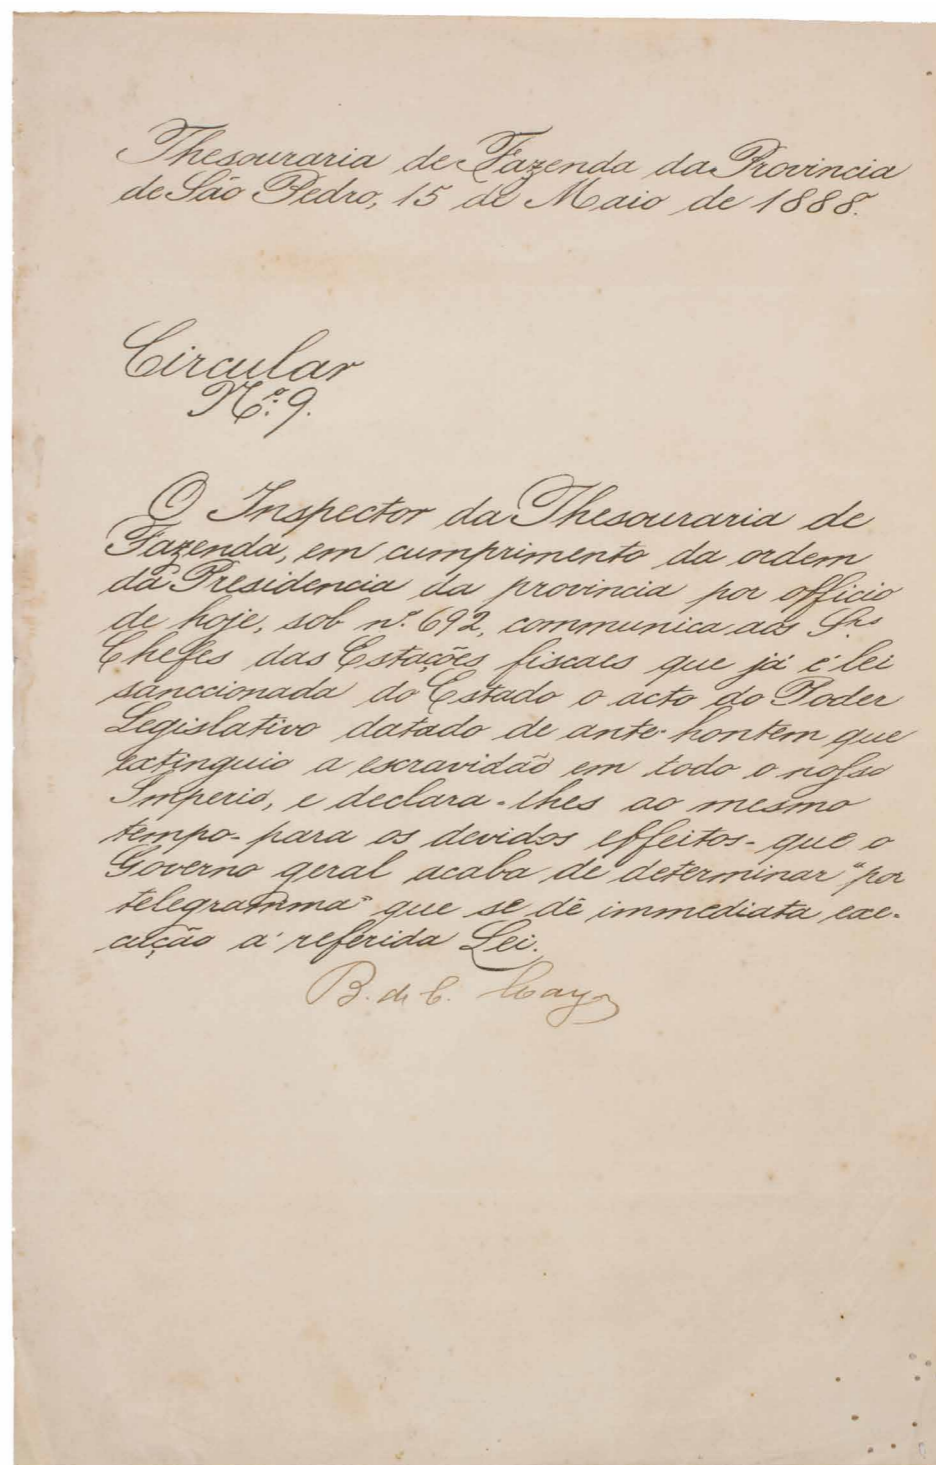 Thesouraria de Fazenda da Provincia
de São Pedro, 15 de Maio de 1888.
Circular
Nº. 9.
O Inspector da Thesouraria de
Fazenda, em cumprimento da ordem
da Presidencia da provincia por officio
de hoje, sob nº. 692, communica aos Snrs
Chefes das Estações fiscaes que já é lei
sanccionada do Estado o acto do Poder
Legislativo datado de ante-hontem que
extinguio a escravidão em todo o nosso
Imperio, e declara-lhes ao mesmo
tempo - para os devidos effeitos - que o
Governo geral acaba de determinar "por
telegramma" que se dê immediata exe-
cução á referida Lei.
B. de C.